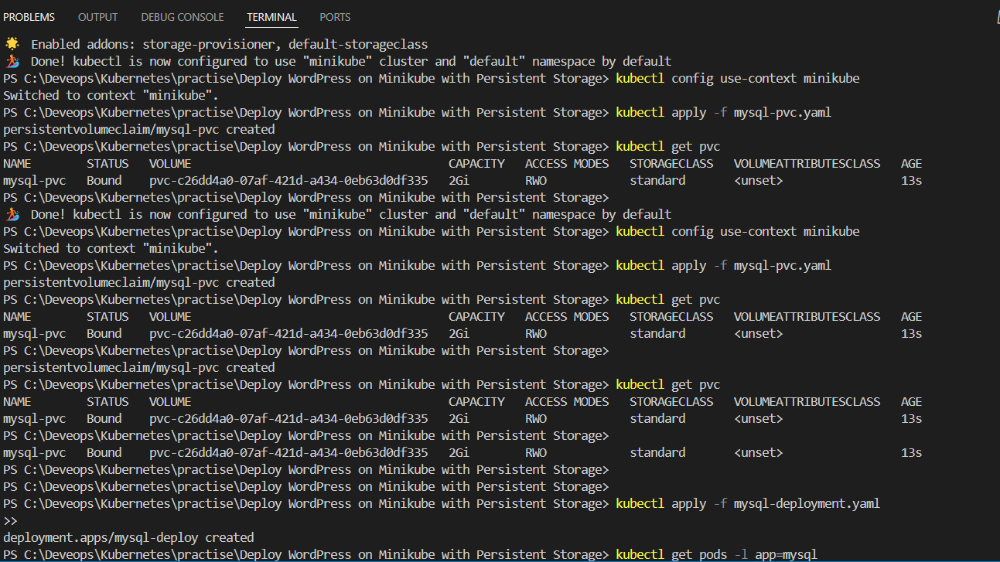 PROBLEMS OUTPUT DEBUG CONSOLE TERMINAL PORTS
Enabled addons: storage-provisioner, default-storageclass
Done! kubectl is now configured to use "minikube" cluster and "default" namespace by default
PS C:\Deveops\Kubernetes\practise\Deploy WordPress on Minikube with Persistent Storage> kubectl config use-context minikube
Switched to context "minikube".
PS C:\Deveops\Kubernetes\practise\Deploy WordPress on Minikube with Persistent Storage> kubectl apply -f mysql-pvc.yaml
persistentvolumeclaim/mysql-pvc created
PS C:\Deveops\Kubernetes\practise\Deploy WordPress on Minikube with Persistent Storage> kubectl get pvc
NAME STATUS VOLUME CAPACITY ACCESS MODES STORAGECLASS VOLUMEATTRIBUTESCLASS AGE
mysql-pvc Bound pvc-c26dd4a0-07af-421d-a434-0eb63d0df335 2Gi RWO standard <unset> 13s
PS C:\Deveops\Kubernetes\practise\Deploy WordPress on Minikube with Persistent Storage>
Done! kubectl is now configured to use "minikube" cluster and "default" namespace by default
PS C:\Deveops\Kubernetes\practise\Deploy WordPress on Minikube with Persistent Storage> kubectl config use-context minikube
Switched to context "minikube".
PS C:\Deveops\Kubernetes\practise\Deploy WordPress on Minikube with Persistent Storage> kubectl apply -f mysql-pvc.yaml
persistentvolumeclaim/mysql-pvc created
PS C:\Deveops\Kubernetes\practise\Deploy WordPress on Minikube with Persistent Storage> kubectl get pvc
NAME STATUS VOLUME CAPACITY ACCESS MODES STORAGECLASS VOLUMEATTRIBUTESCLASS AGE
mysql-pvc Bound pvc-c26dd4a0-07af-421d-a434-0eb63d0df335 2Gi RWO standard <unset> 13s
PS C:\Deveops\Kubernetes\practise\Deploy WordPress on Minikube with Persistent Storage>
persistentvolumeclaim/mysql-pvc created
PS C:\Deveops\Kubernetes\practise\Deploy WordPress on Minikube with Persistent Storage> kubectl get pvc
NAME STATUS VOLUME CAPACITY ACCESS MODES STORAGECLASS VOLUMEATTRIBUTESCLASS AGE
mysql-pvc Bound pvc-c26dd4a0-07af-421d-a434-0eb63d0df335 2Gi RWO standard <unset> 13s
PS C:\Deveops\Kubernetes\practise\Deploy WordPress on Minikube with Persistent Storage>
mysql-pvc Bound pvc-c26dd4a0-07af-421d-a434-0eb63d0df335 2Gi RWO standard <unset> 13s
PS C:\Deveops\Kubernetes\practise\Deploy WordPress on Minikube with Persistent Storage>
PS C:\Deveops\Kubernetes\practise\Deploy WordPress on Minikube with Persistent Storage>
PS C:\Deveops\Kubernetes\practise\Deploy WordPress on Minikube with Persistent Storage> kubectl apply -f mysql-deployment.yaml
>>
deployment.apps/mysql-deploy created
PS C:\Deveops\Kubernetes\practise\Deploy WordPress on Minikube with Persistent Storage> kubectl get pods -l app=mysql